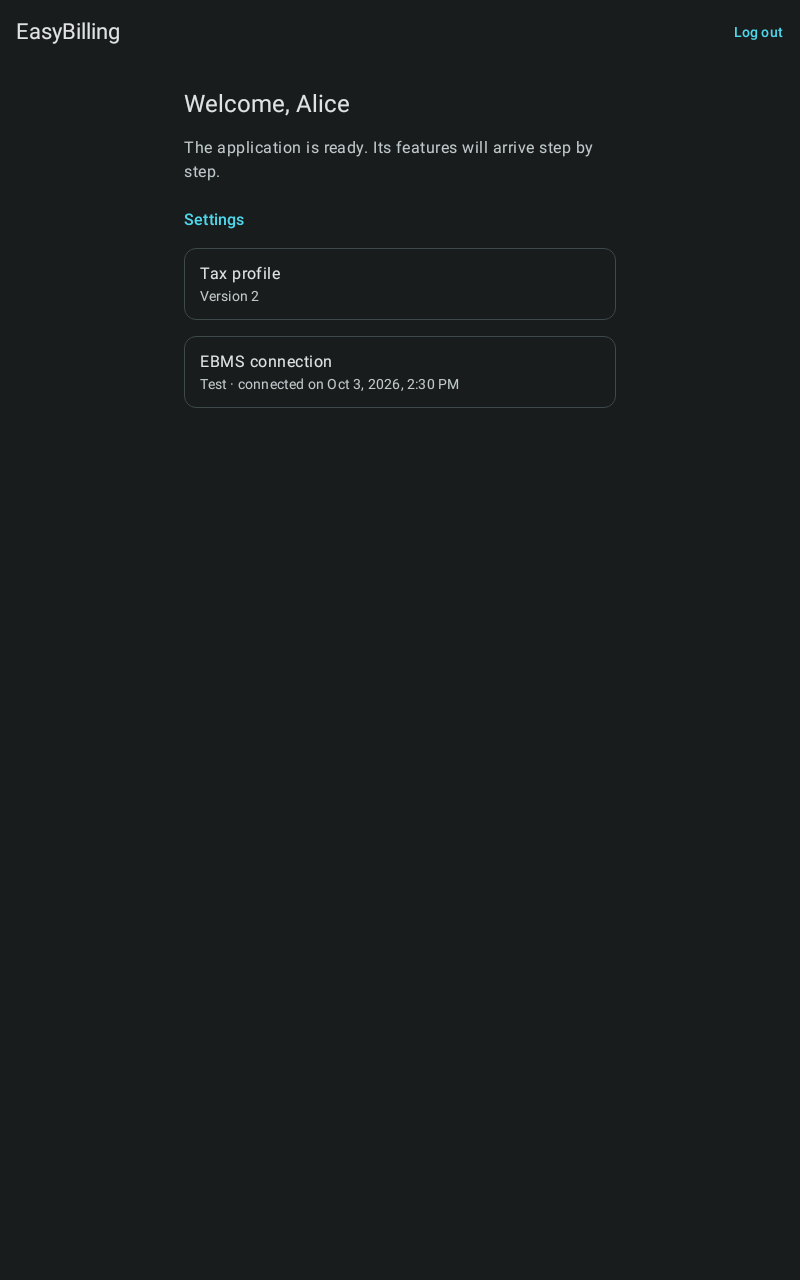 EasyBilling
Log out
Welcome, Alice
The application is ready. Its features will arrive step by
step.
Settings
Tax profile
Version 2
EBMS connection
Test · connected on Oct 3, 2026, 2:30 PM